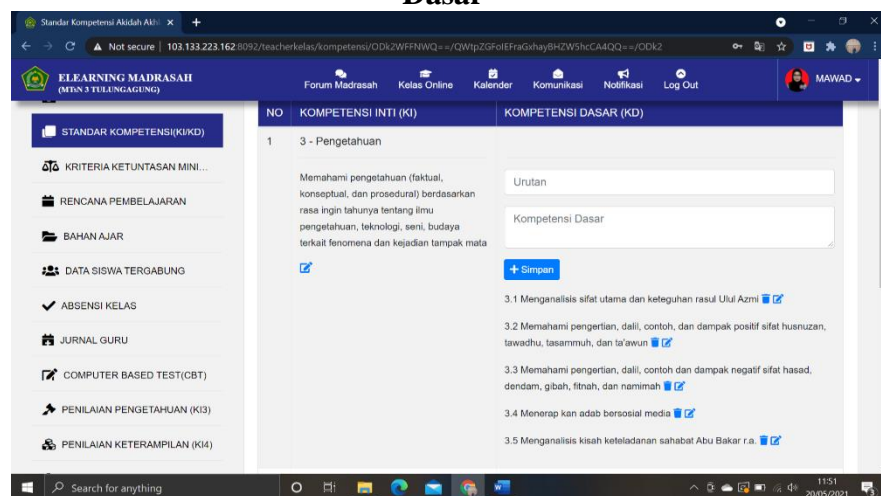 Dasar
Standar Kompetensi Akidah Akhl
Not secure | 103.133.223.162:8092/teacherkelas/kompetensi/ODk2WFFNWQ==/QWtpZGFoIEFraGxhayBHZW5hcCA4QQ==/ODk2
ELEARNING MADRASAH
(MTsN 3 TULUNGAGUNG)
Forum Madrasah
Kelas Online
Kalender
Komunikasi
Notifikasi
Log Out
MAWAD
STANDAR KOMPETENSI(KI/KD)
KRITERIA KETUNTASAN MINI...
RENCANA PEMBELAJARAN
BAHAN AJAR
DATA SISWA TERGABUNG
ABSENSI KELAS
JURNAL GURU
COMPUTER BASED TEST(CBT)
PENILAIAN PENGETAHUAN (KI3)
PENILAIAN KETERAMPILAN (KI4)
NO KOMPETENSI INTI (KI) KOMPETENSI DASAR (KD)
1 3 - Pengetahuan
Memahami pengetahuan (faktual,
konseptual, dan prosedural) berdasarkan
rasa ingin tahunya tentang ilmu
pengetahuan, teknologi, seni, budaya
terkait fenomena dan kejadian tampak mata
Urutan
Kompetensi Dasar
+ Simpan
3.1 Menganalisis sifat utama dan keteguhan rasul Ulul Azmi
3.2 Memahami pengertian, dalil, contoh, dan dampak positif sifat husnuzan,
tawadhu, tasammuh, dan ta'awun
3.3 Memahami pengertian, dalil, contoh dan dampak negatif sifat hasad,
dendam, gibah, fitnah, dan namimah
3.4 Menerap kan adab bersosial media
3.5 Menganalisis kisah keteladanan sahabat Abu Bakar r.a.
Search for anything
11:51
20/05/2021